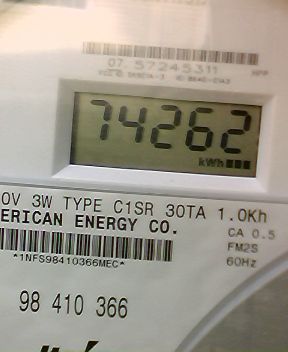 07 57245311
74262
kWh
0V 3W TYPE C1SR 30TA 1.0Kh
ERICAN ENERGY CO.
CA 0.5
FM2S
60Hz
*1NFS98410366MEC*
98 410 366